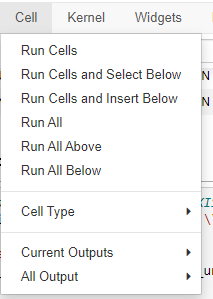 Cell Kernel Widgets
Run Cells
Run Cells and Select Below
Run Cells and Insert Below
Run All
Run All Above
Run All Below
Cell Type
Current Outputs
All Output